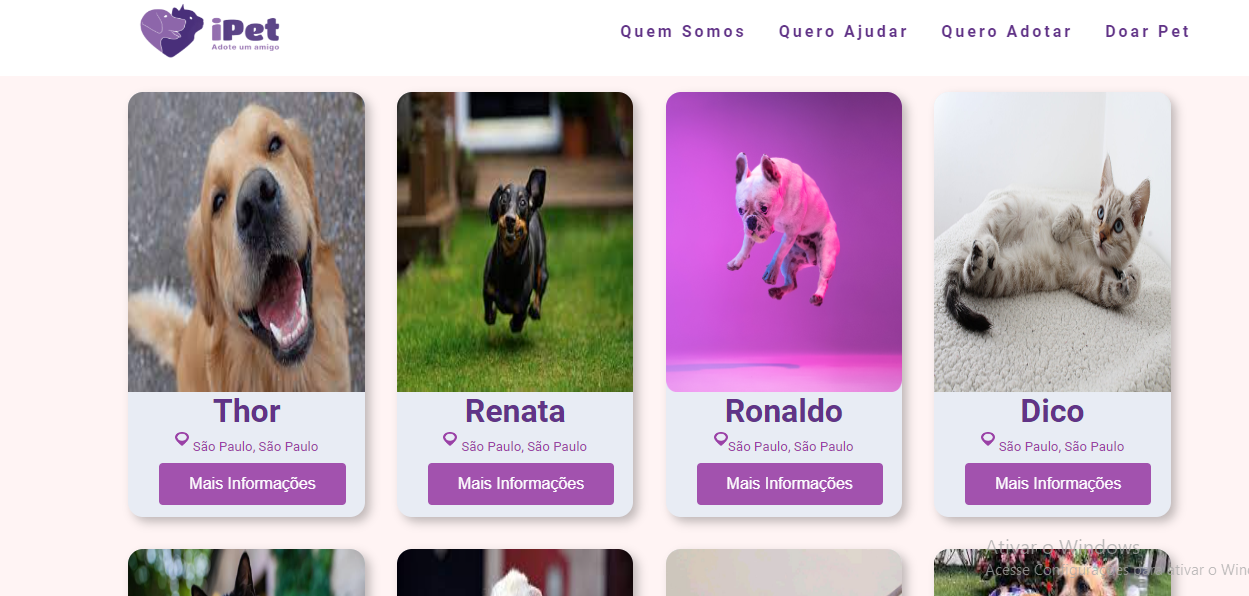 iPet
Adote um amigo
Quem Somos Quero Ajudar Quero Adotar Doar Pet
Thor Renata Ronaldo Dico
São Paulo, São Paulo São Paulo, São Paulo São Paulo, São Paulo São Paulo, São Paulo
Mais Informações Mais Informações Mais Informações Mais Informações
Ativar o Windows
Acesse Configurações para ativar o